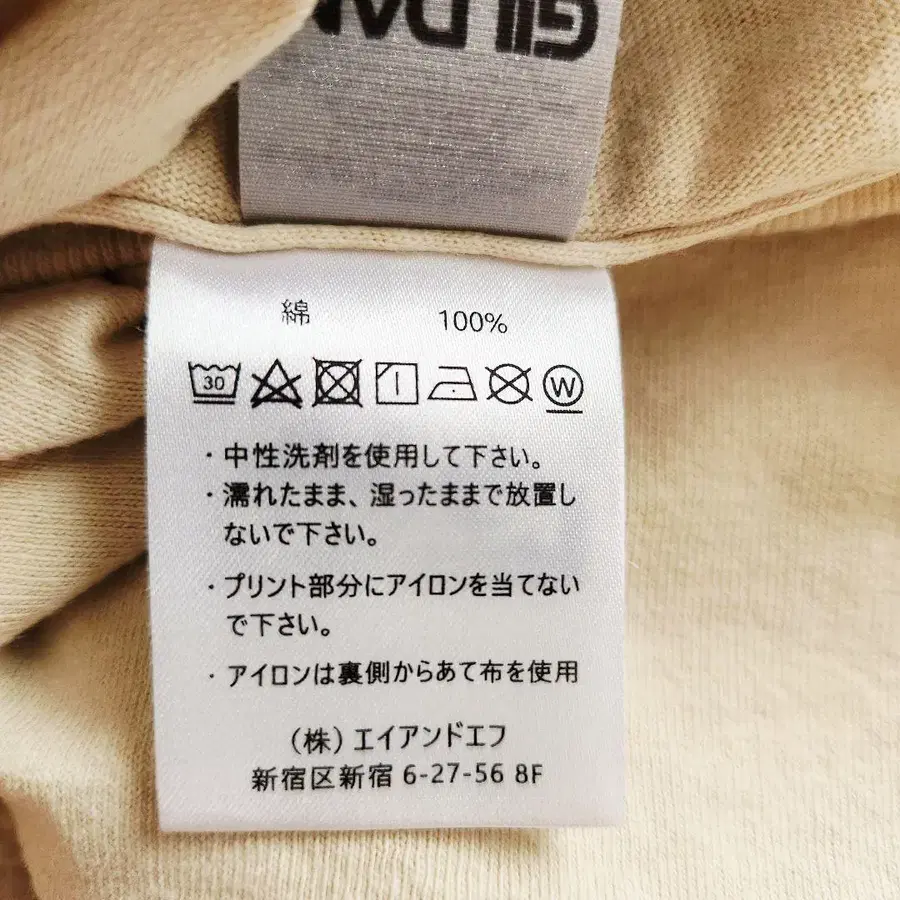 GILDAN
綿 100%
30 W
・中性洗剤を使用して下さい。
・濡れたまま、湿ったままで放置し
ないで下さい。
・プリント部分にアイロンを当てない
で下さい。
・アイロンは裏側からあて布を使用
（株）エイアンドエフ
新宿区新宿 6-27-56 8F